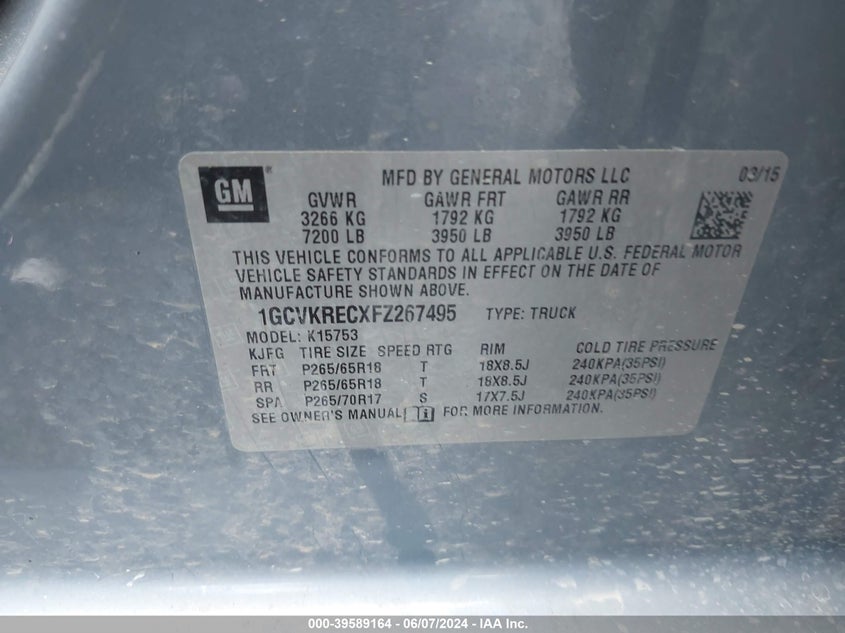 GM
MFD BY GENERAL MOTORS LLC 03/15
GVWR GAWR FRT GAWR RR
3266 KG 1792 KG 1792 KG
7200 LB 3950 LB 3950 LB
THIS VEHICLE CONFORMS TO ALL APPLICABLE U.S. FEDERAL MOTOR
VEHICLE SAFETY STANDARDS IN EFFECT ON THE DATE OF
MANUFACTURE SHOWN ABOVE.
1GCVKRECXFZ267495 TYPE: TRUCK
MODEL: K15753
KJFG TIRE SIZE SPEED RTG RIM COLD TIRE PRESSURE
FRT P265/65R18 T 18X8.5J 240KPA(35PSI)
RR P265/65R18 T 18X8.5J 240KPA(35PSI)
SPA P265/70R17 S 17X7.5J 240KPA(35PSI)
SEE OWNER'S MANUAL FOR MORE INFORMATION.
000-39589164 - 06/07/2024 - IAA Inc.